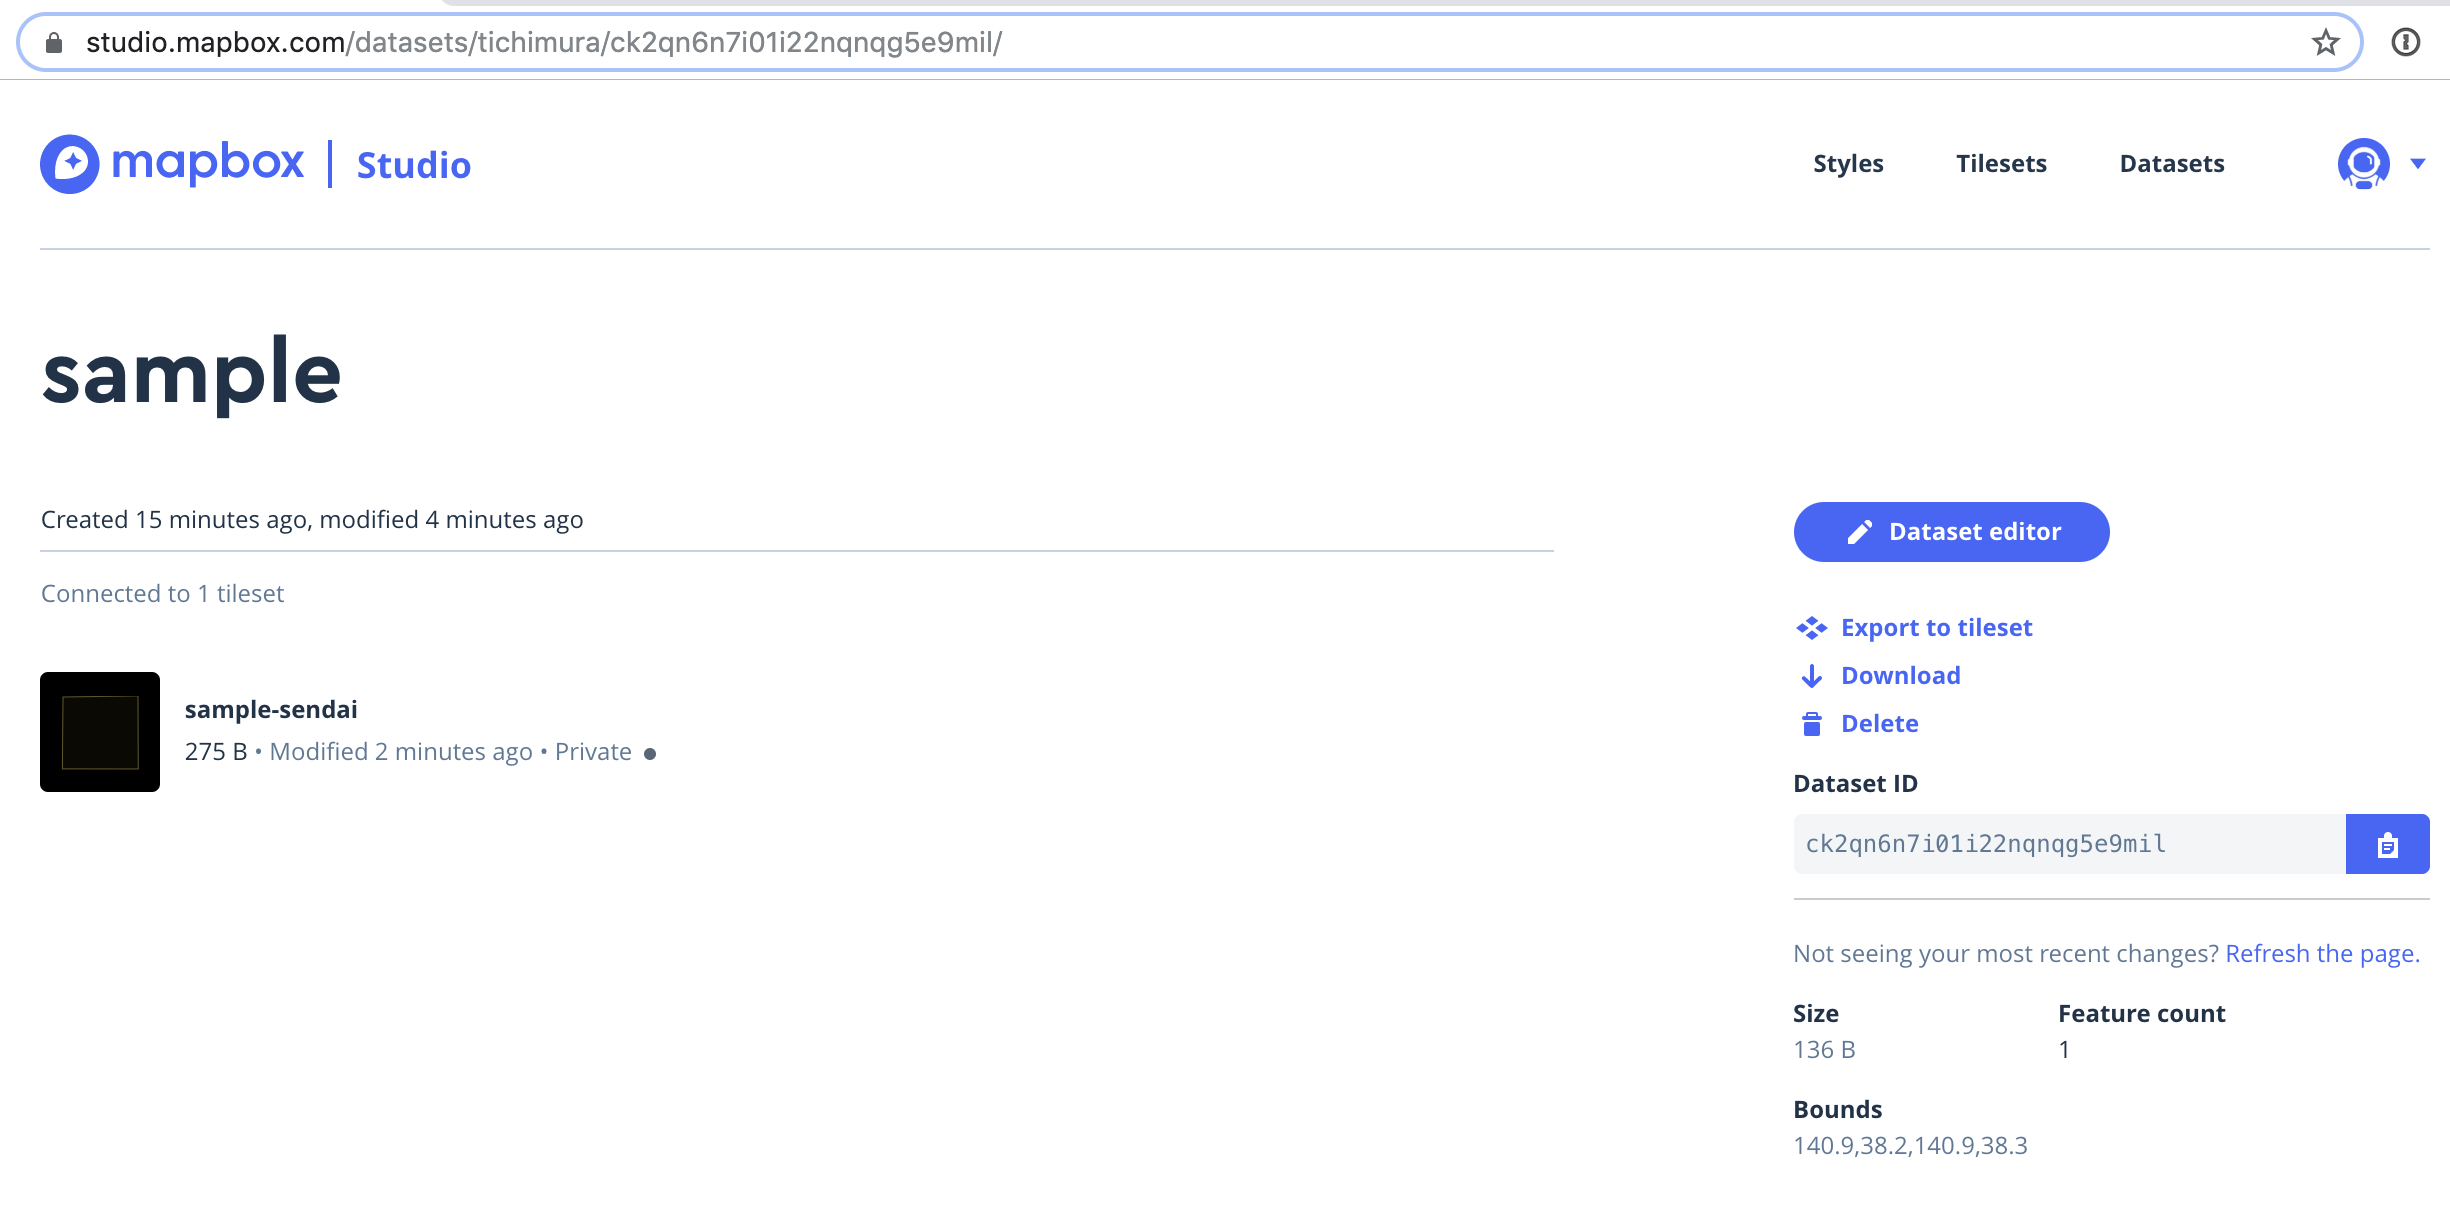 studio.mapbox.com/datasets/tichimura/ck2qn6n7i01i22nqnqg5e9mil/
mapbox | Studio
Styles Tilesets Datasets
sample
Created 15 minutes ago, modified 4 minutes ago
Connected to 1 tileset
sample-sendai
275 B • Modified 2 minutes ago • Private
Dataset editor
Export to tileset
Download
Delete
Dataset ID
ck2qn6n7i01i22nqnqg5e9mil
Not seeing your most recent changes? Refresh the page.
Size Feature count
136 B 1
Bounds
140.9,38.2,140.9,38.3